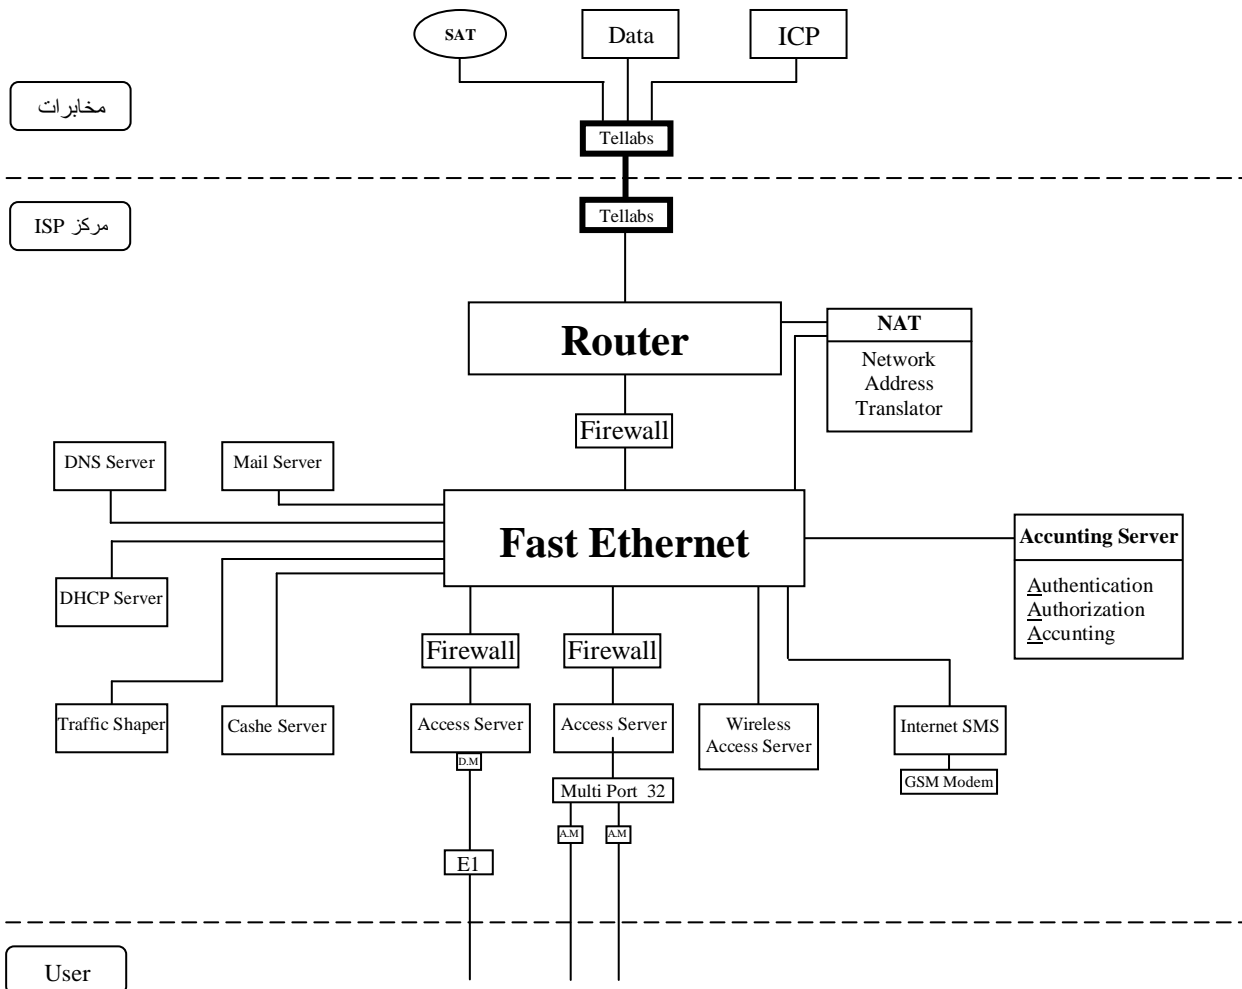 SAT
Data
ICP
مخابرات
Tellabs
Tellabs
مركز ISP
Router
NAT
Network
Address
Translator
Firewall
DNS Server
Mail Server
Fast Ethernet
Accunting Server
Authentication
Authorization
Accunting
DHCP Server
Firewall
Firewall
Traffic Shaper
Cashe Server
Access Server
Access Server
Wireless
Access Server
Internet SMS
D.M
GSM Modem
Multi Port 32
A.M
A.M
E1
User